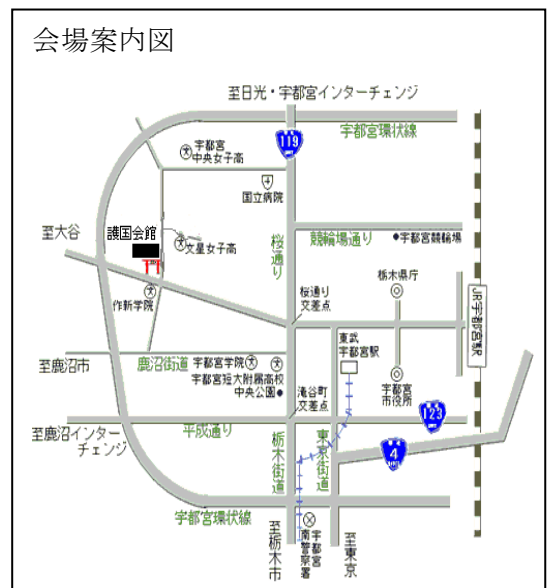 会場案内図
至日光・宇都宮インターチェンジ
宇都宮環状線
119
宇都宮
中央女子高
国立病院
至大谷
護国会館
文星女子高
桜通り
競輪場通り
宇都宮競輪場
作新学院
桜通り
交差点
栃木県庁
JR宇都宮駅
東武
宇都宮駅
至鹿沼市
鹿沼街道
宇都宮学院
宇都宮短大附属高校
中央公園
滝谷町
交差点
宇都宮
市役所
123
至鹿沼インター
チェンジ
平成通り
栃木街道
東京街道
4
宇都宮環状線
至栃木市
宇都宮
南警察署
至東京